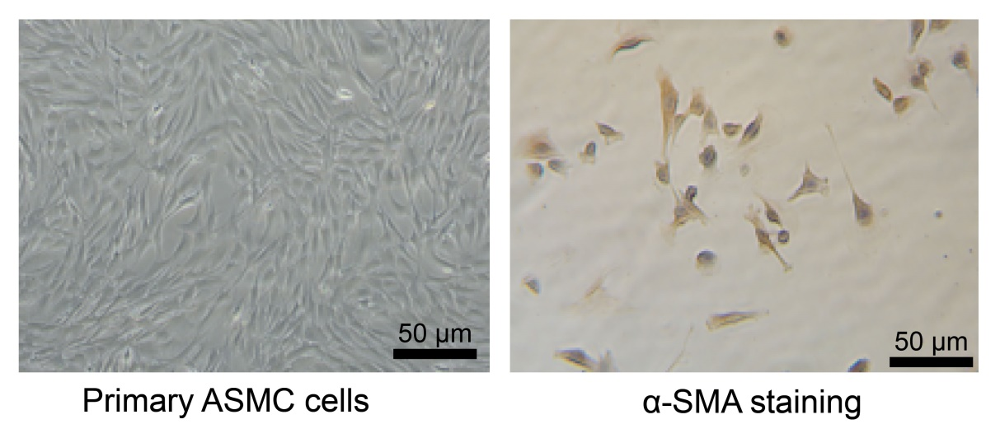 50 μm
50 μm
Primary ASMC cells
α-SMA staining